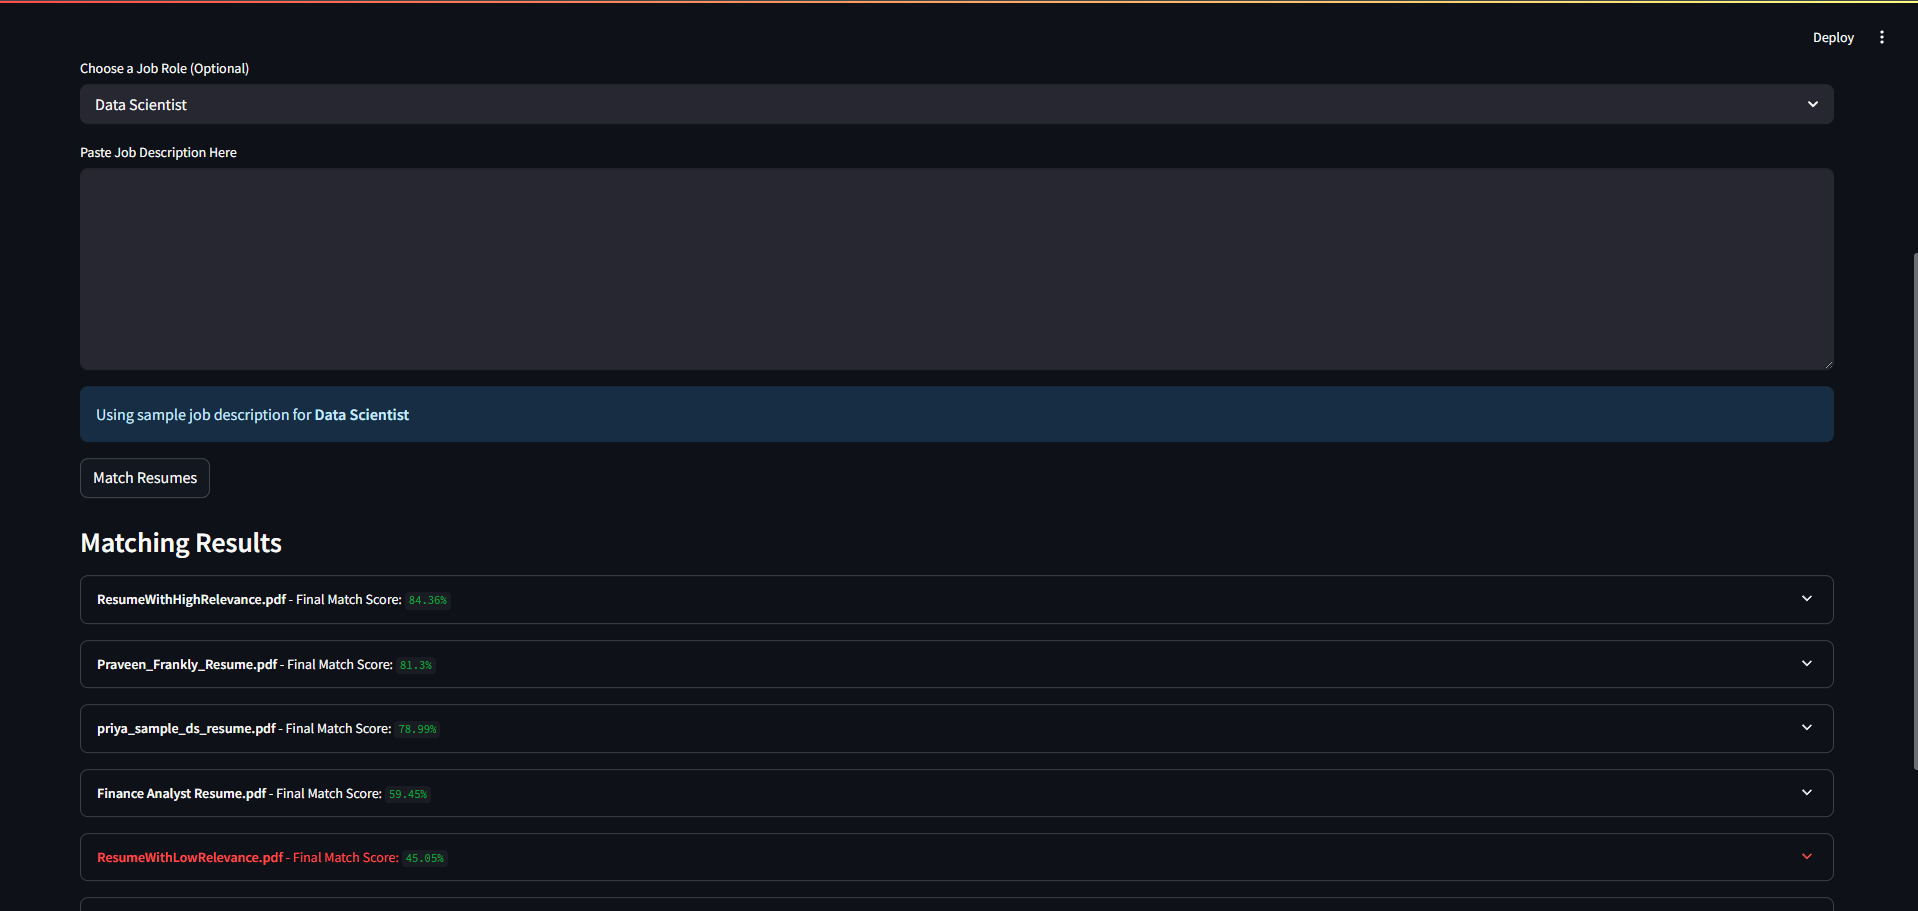 Deploy
Choose a Job Role (Optional)
Data Scientist
Paste Job Description Here
Using sample job description for Data Scientist
Match Resumes
Matching Results
ResumeWithHighRelevance.pdf - Final Match Score: 84.36%
Praveen_Frankly_Resume.pdf - Final Match Score: 81.3%
priya_sample_ds_resume.pdf - Final Match Score: 78.99%
Finance Analyst Resume.pdf - Final Match Score: 59.45%
ResumeWithLowRelevance.pdf - Final Match Score: 45.05%